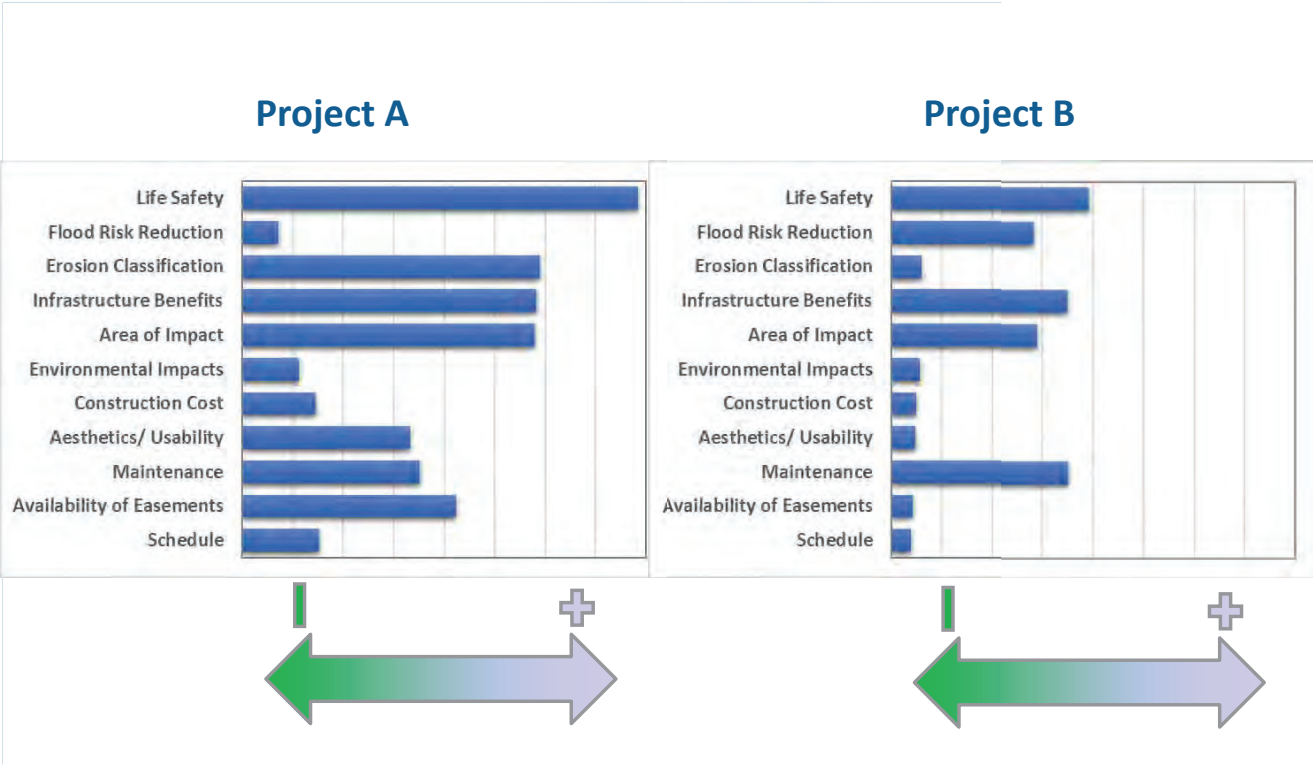 Project A
Life Safety
Flood Risk Reduction
Erosion Classification
Infrastructure Benefits
Area of Impact
Environmental Impacts
Construction Cost
Aesthetics/ Usability
Maintenance
Availability of Easements
Schedule
Project B
Life Safety
Flood Risk Reduction
Erosion Classification
Infrastructure Benefits
Area of Impact
Environmental Impacts
Construction Cost
Aesthetics/ Usability
Maintenance
Availability of Easements
Schedule